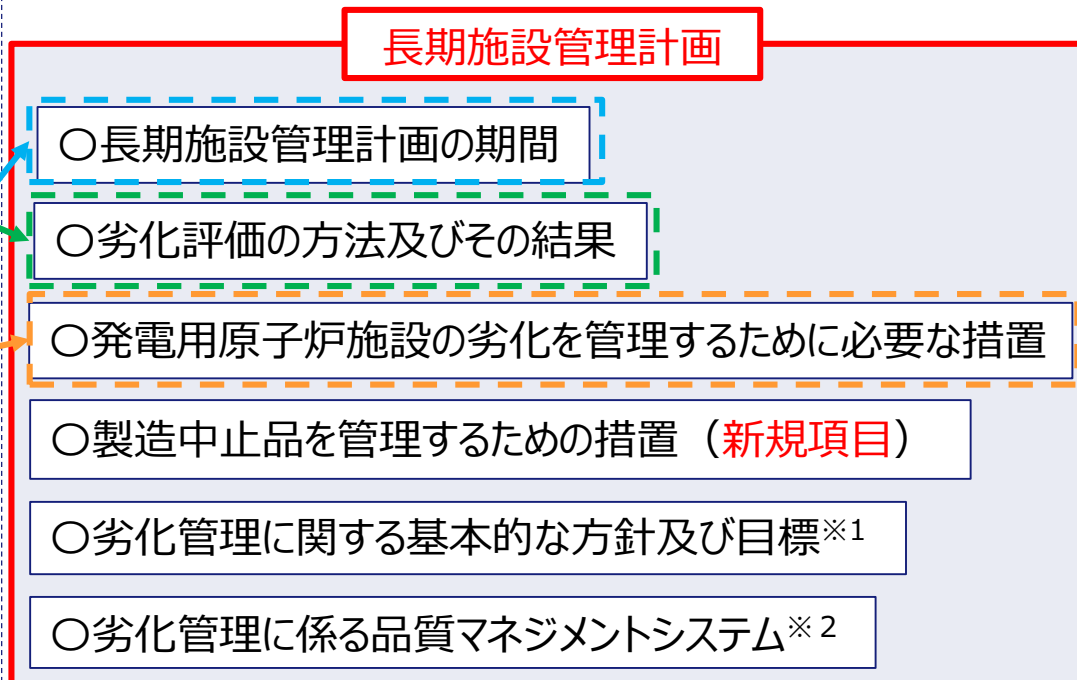 長期施設管理計画
〇長期施設管理計画の期間
〇劣化評価の方法及びその結果
〇発電用原子炉施設の劣化を管理するために必要な措置
〇製造中止品を管理するための措置（新規項目）
〇劣化管理に関する基本的な方針及び目標※1
〇劣化管理に係る品質マネジメントシステム※２